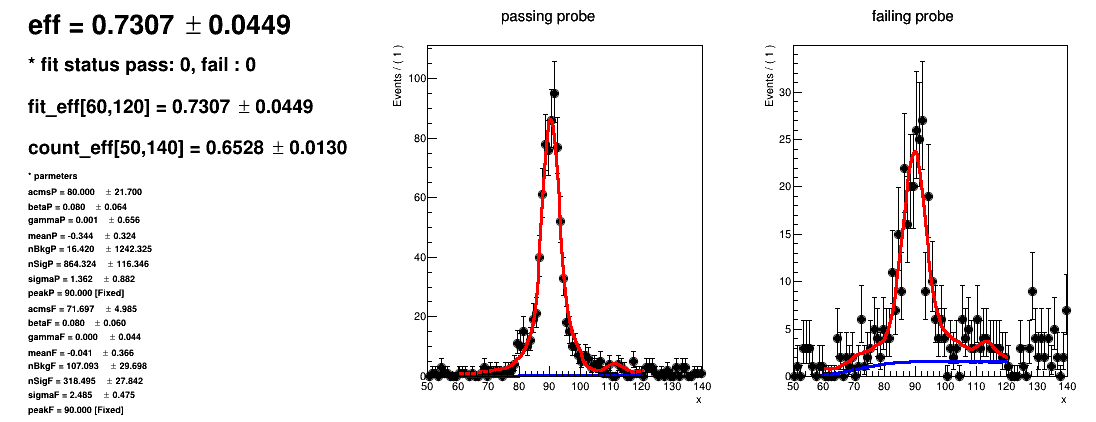 eff = 0.7307 ± 0.0449
* fit status pass: 0, fail : 0
fit_eff[60,120] = 0.7307 ± 0.0449
count_eff[50,140] = 0.6528 ± 0.0130
* parmeters
acmsP = 80.000 ± 21.700
betaP = 0.080 ± 0.064
gammaP = 0.001 ± 0.656
meanP = -0.344 ± 0.324
nBkgP = 16.420 ± 1242.325
nSigP = 864.324 ± 116.346
sigmaP = 1.362 ± 0.882
peakP = 90.000 [Fixed]
acmsF = 71.697 ± 4.985
betaF = 0.080 ± 0.060
gammaF = 0.000 ± 0.044
meanF = -0.041 ± 0.366
nBkgF = 107.093 ± 29.698
nSigF = 318.495 ± 27.842
sigmaF = 2.485 ± 0.475
peakF = 90.000 [Fixed]
passing probe
Events / ( 1 )
100
80
60
40
20
0
50 60 70 80 90 100 110 120 130 140
x
failing probe
Events / ( 1 )
30
25
20
15
10
5
0
50 60 70 80 90 100 110 120 130 140
x